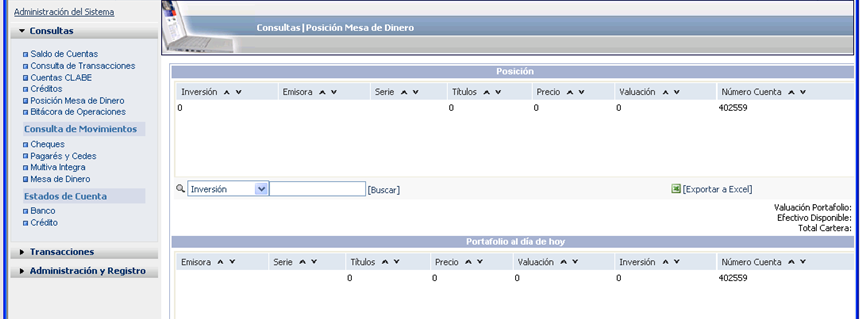 Administración del Sistema
Consultas
Saldo de Cuentas
Consulta de Transacciones
Cuentas CLABE
Créditos
Posición Mesa de Dinero
Bitácora de Operaciones
Consulta de Movimientos
Cheques
Pagarés y Cedes
Multiva Integra
Mesa de Dinero
Estados de Cuenta
Banco
Crédito
Transacciones
Administración y Registro
Consultas|Posición Mesa de Dinero
Posición
Inversión Emisora Serie Títulos Precio Valuación Número Cuenta
0 0 0 0 402559
Inversión [Buscar] [Exportar a Excel]
Valuación Portafolio:
Efectivo Disponible:
Total Cartera:
Portafolio al día de hoy
Emisora Serie Títulos Precio Valuación Inversión Número Cuenta
0 0 0 0 402559